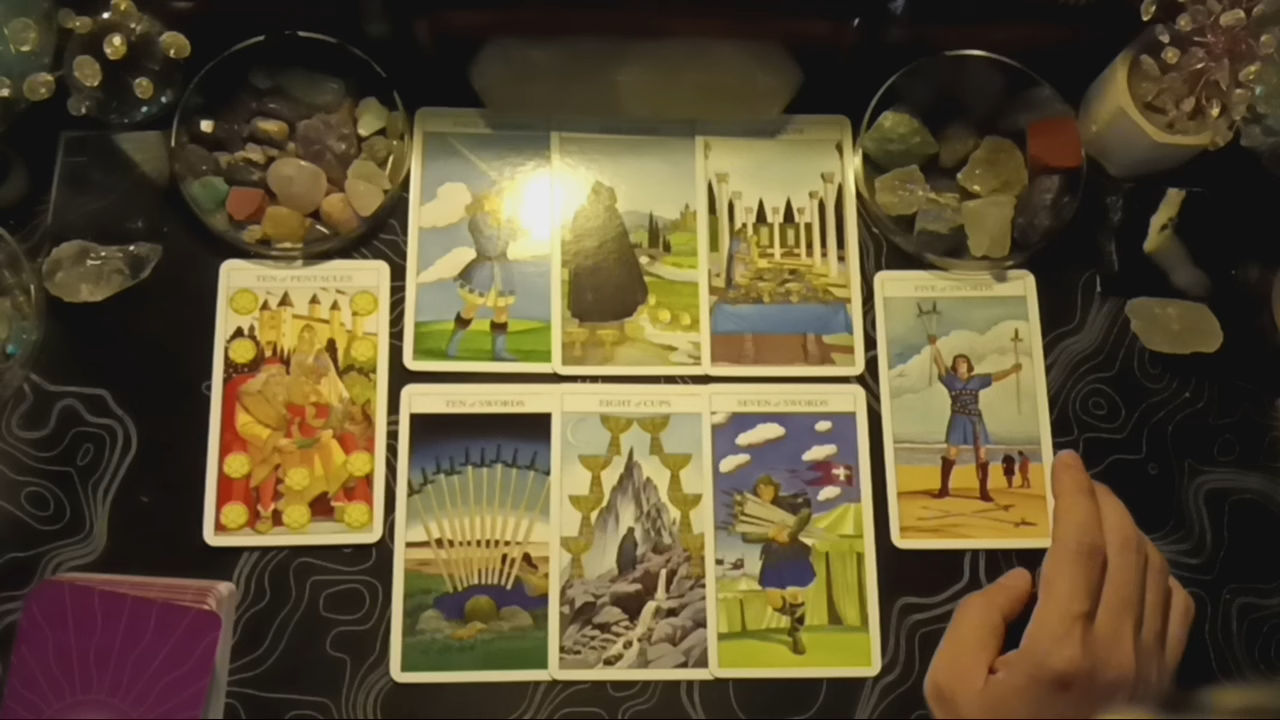 TEN of PENTACLES
FIVE of SWORDS
TEN of SWORDS
EIGHT of CUPS
SEVEN of SWORDS